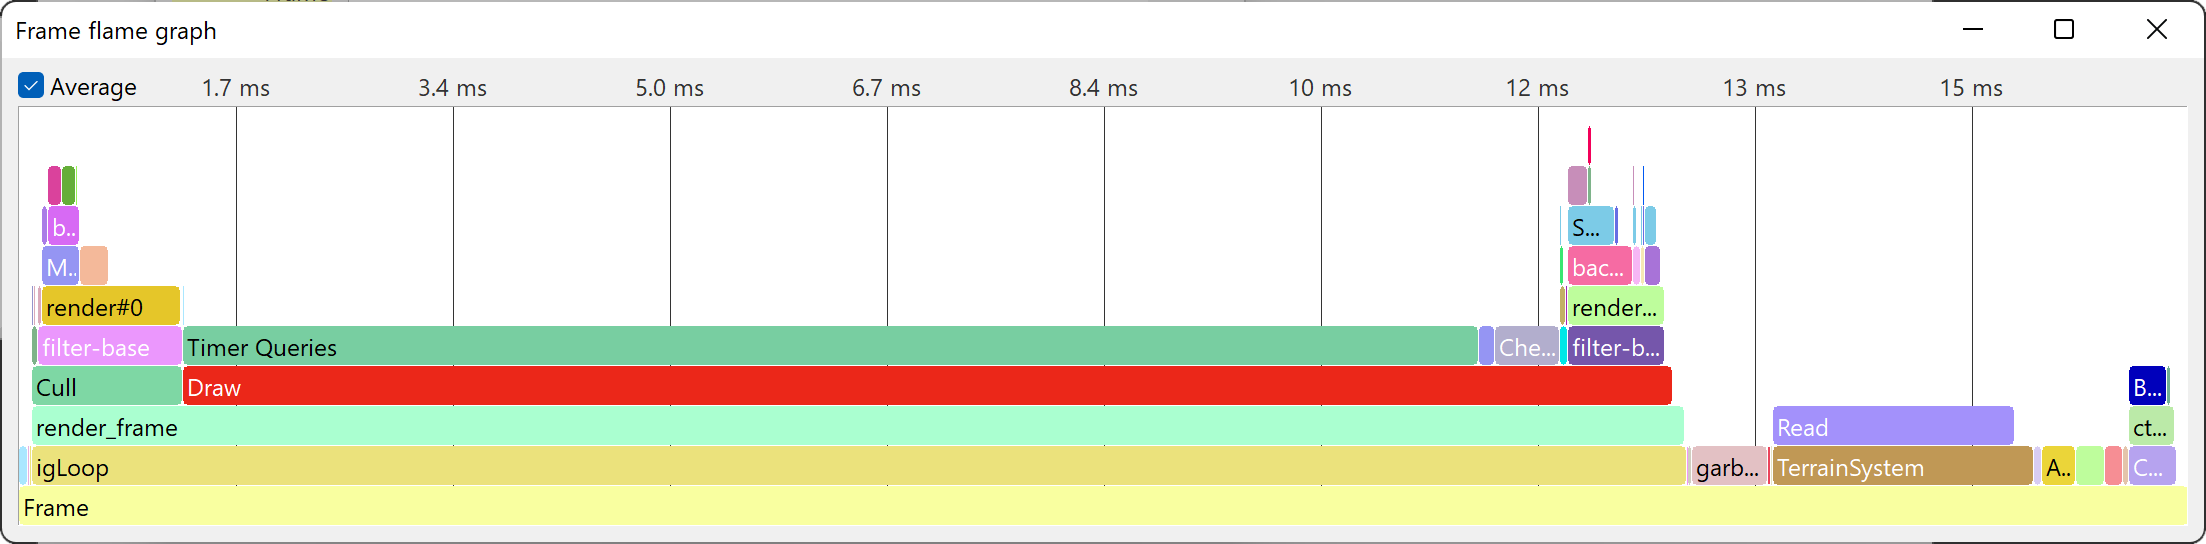 Frame flame graph
Average 1.7 ms 3.4 ms 5.0 ms 6.7 ms 8.4 ms 10 ms 12 ms 13 ms 15 ms
b.. S...
M.. bac...
render#0 render...
filter-base Timer Queries Che... filter-b...
Cull Draw B...
render_frame Read ct...
igLoop garb... TerrainSystem A.. C...
Frame